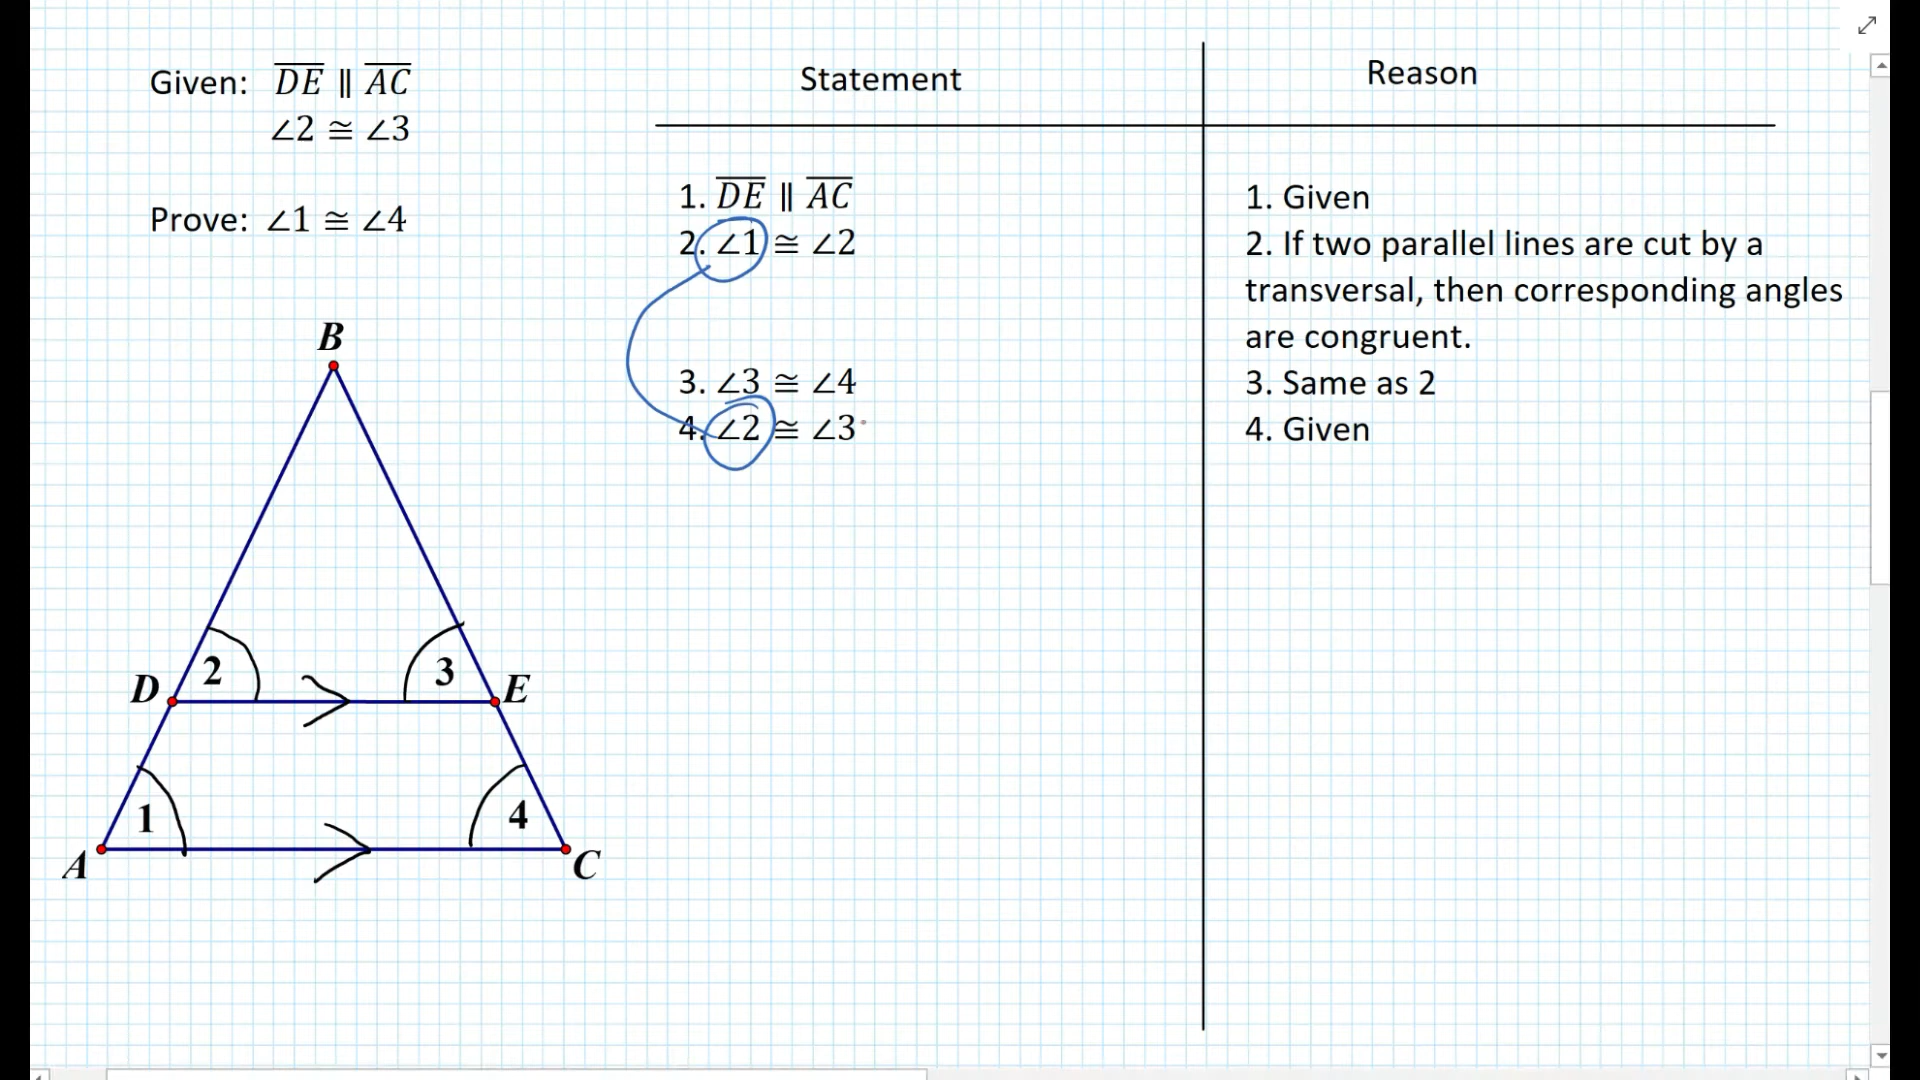 Given: DE ∥ AC
∠2 ≅ ∠3
Prove: ∠1 ≅ ∠4
Statement
Reason
1. DE ∥ AC
2. ∠1 ≅ ∠2
3. ∠3 ≅ ∠4
4. ∠2 ≅ ∠3
1. Given
2. If two parallel lines are cut by a
transversal, then corresponding angles
are congruent.
3. Same as 2
4. Given
B
D
2
3
E
1
4
A
C